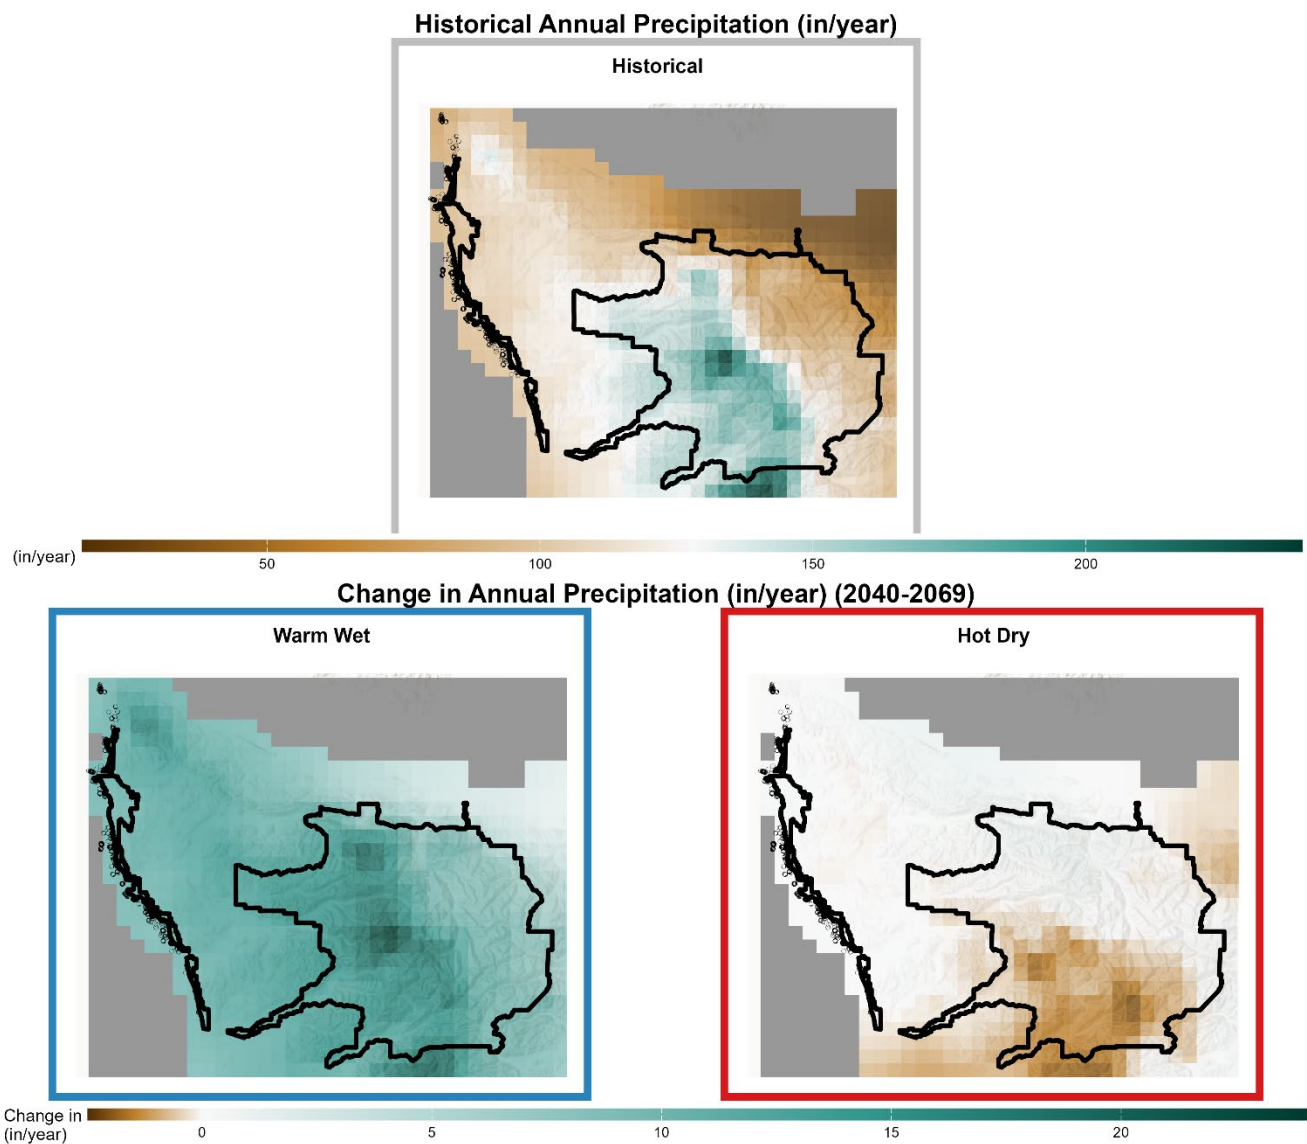 Historical Annual Precipitation (in/year)
Historical
(in/year)
50 100 150 200
Change in Annual Precipitation (in/year) (2040-2069)
Warm Wet
Hot Dry
Change in
(in/year)
0 5 10 15 20